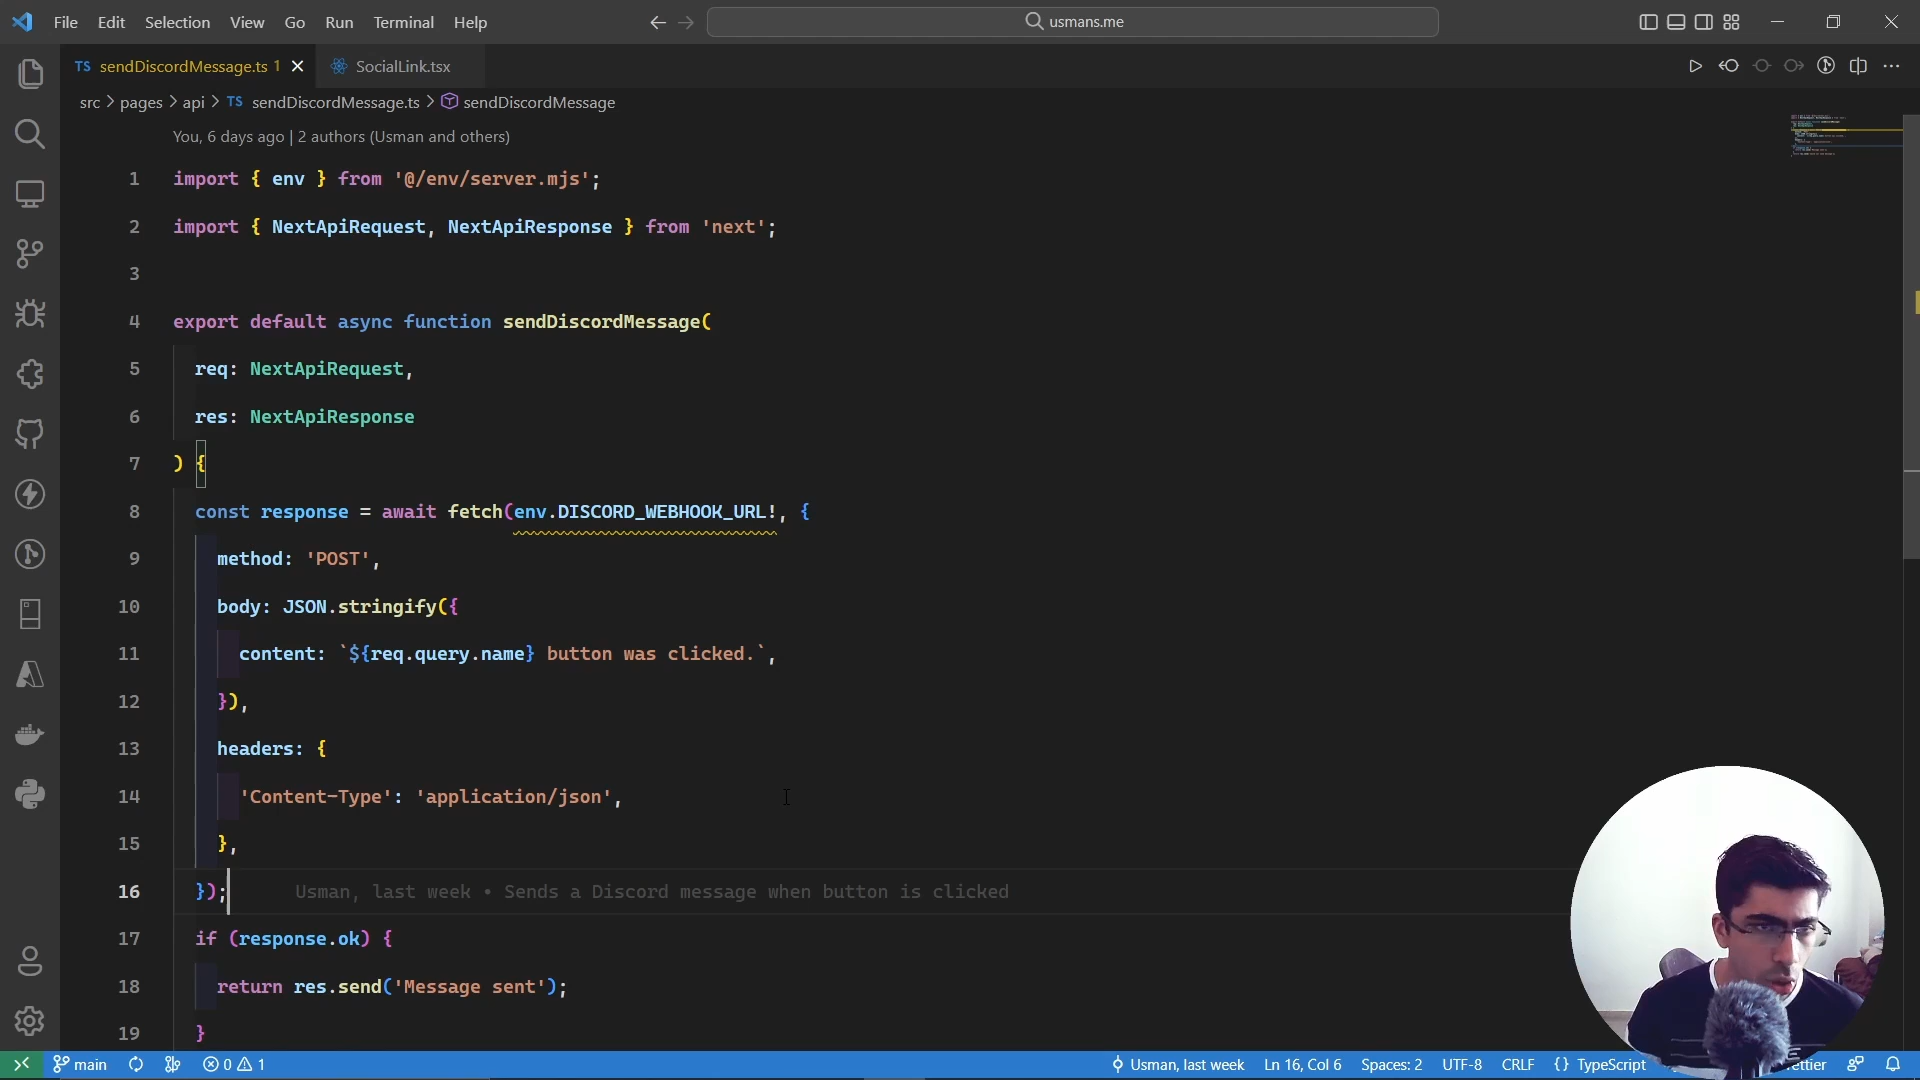 File Edit Selection View Go Run Terminal Help
usmans.me
TS sendDiscordMessage.ts 1
SocialLink.tsx
src > pages > api > TS sendDiscordMessage.ts > sendDiscordMessage
You, 6 days ago | 2 authors (Usman and others)
1 import { env } from '@/env/server.mjs';
2 import { NextApiRequest, NextApiResponse } from 'next';
3
4 export default async function sendDiscordMessage(
5 req: NextApiRequest,
6 res: NextApiResponse
7 ) {
8 const response = await fetch(env.DISCORD_WEBHOOK_URL!, {
9 method: 'POST',
10 body: JSON.stringify({
11 content: `${req.query.name} button was clicked.`,
12 }),
13 headers: {
14 'Content-Type': 'application/json',
15 },
16 }); Usman, last week • Sends a Discord message when button is clicked
17 if (response.ok) {
18 return res.send('Message sent');
19 }
main 0 1 Usman, last week Ln 16, Col 6 Spaces: 2 UTF-8 CRLF {} TypeScript